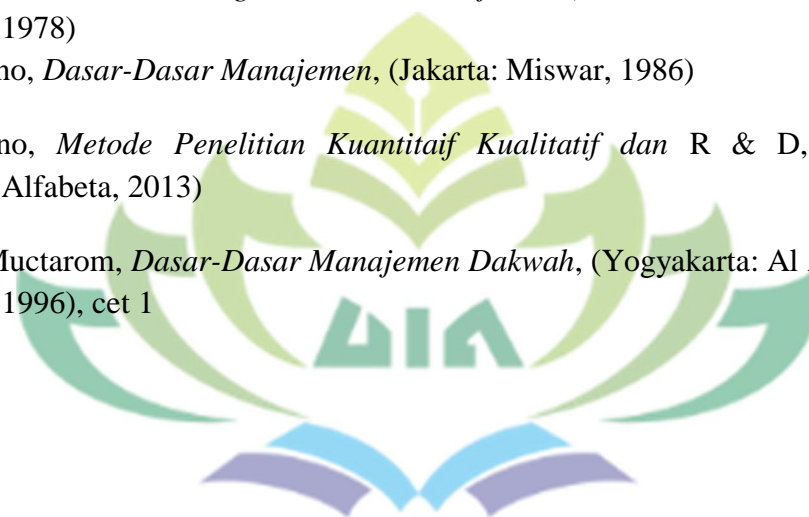 1978)
no, Dasar-Dasar Manajemen, (Jakarta: Miswar, 1986)
no, Metode Penelitian Kuantitaif Kualitatif dan R & D,
Alfabeta, 2013)
Muctarom, Dasar-Dasar Manajemen Dakwah, (Yogyakarta: Al
1996), cet 1
UIN